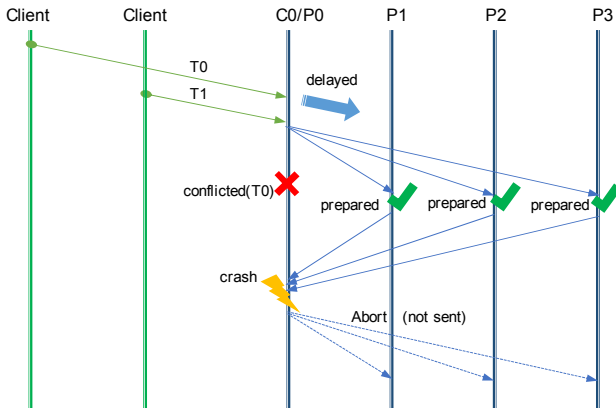 Client Client C0/P0 P1 P2 P3
T0
delayed
T1
conflicted(T0)
prepared prepared prepared
crash
Abort (not sent)